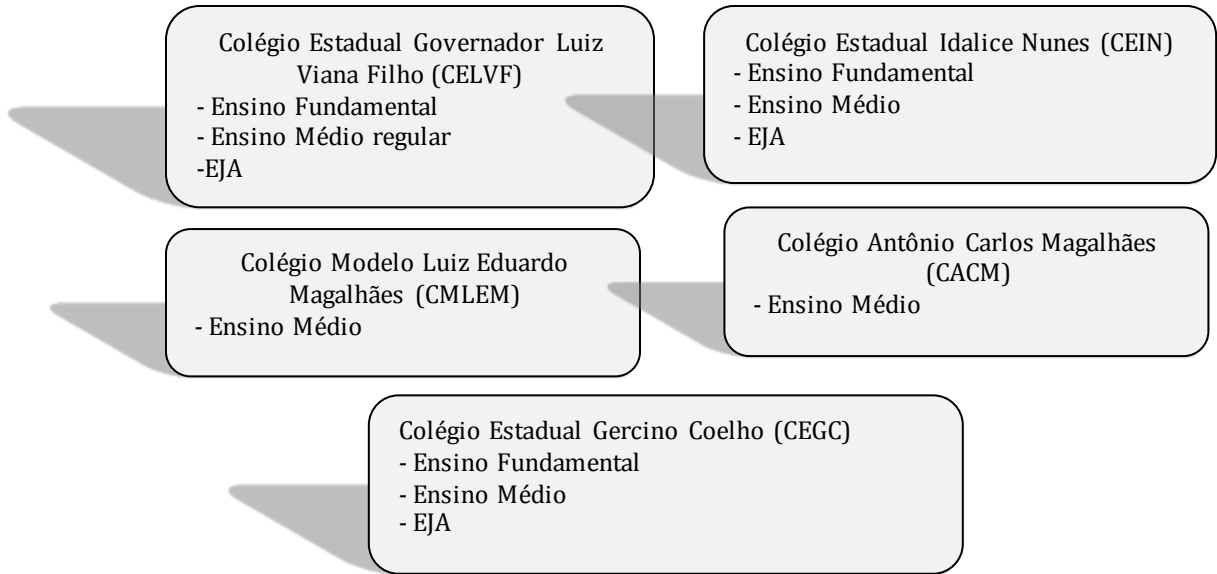 Colégio Estadual Governador Luiz
Viana Filho (CELVF)
- Ensino Fundamental
- Ensino Médio regular
-EJA
Colégio Estadual Idalice Nunes (CEIN)
- Ensino Fundamental
- Ensino Médio
- EJA
Colégio Modelo Luiz Eduardo
Magalhães (CMLEM)
- Ensino Médio
Colégio Antônio Carlos Magalhães
(CACM)
- Ensino Médio
Colégio Estadual Gercino Coelho (CEGC)
- Ensino Fundamental
- Ensino Médio
- EJA